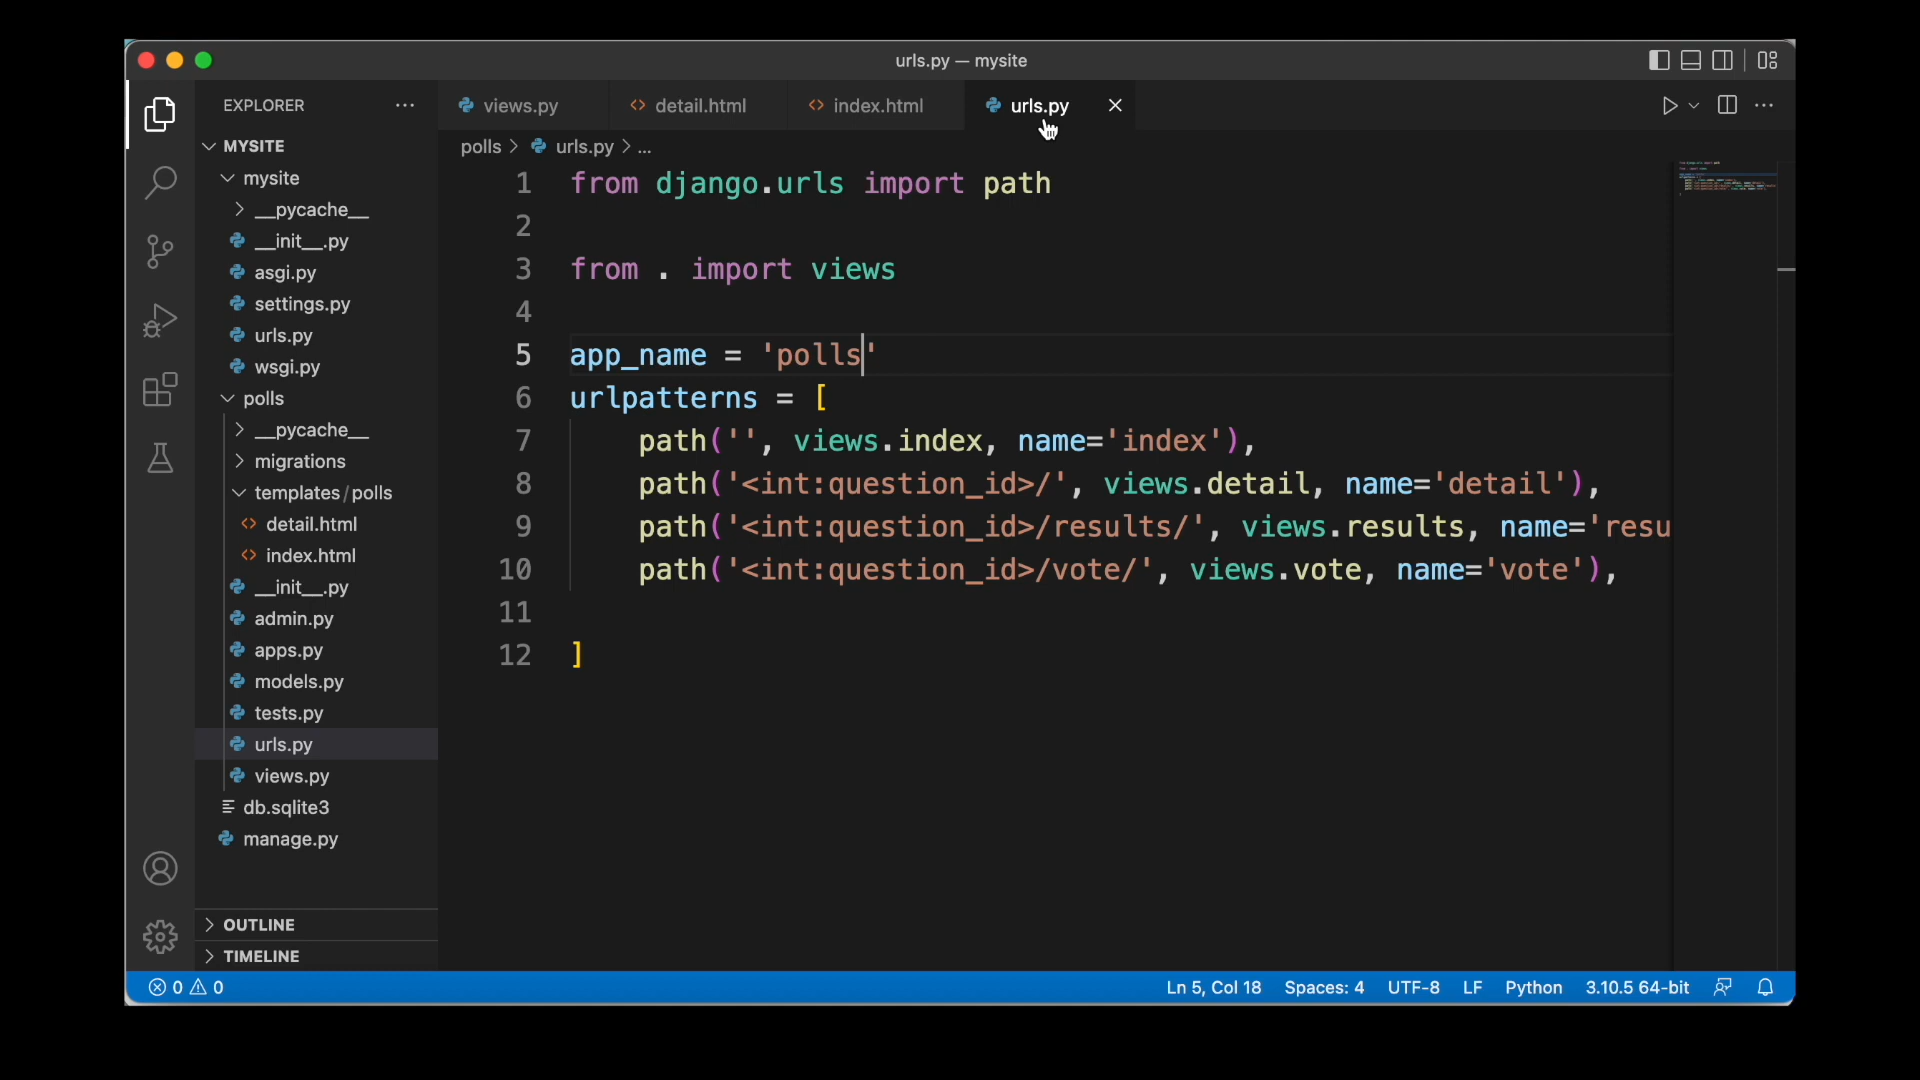 urls.py — mysite
EXPLORER
views.py
detail.html
index.html
urls.py
polls > urls.py > ...
MYSITE
mysite
__pycache__
__init__.py
asgi.py
settings.py
urls.py
wsgi.py
polls
__pycache__
migrations
templates/polls
detail.html
index.html
__init__.py
admin.py
apps.py
models.py
tests.py
urls.py
views.py
db.sqlite3
manage.py
OUTLINE
TIMELINE
1 from django.urls import path
2
3 from . import views
4
5 app_name = 'polls'
6 urlpatterns = [
7 path('', views.index, name='index'),
8 path('<int:question_id>/', views.detail, name='detail'),
9 path('<int:question_id>/results/', views.results, name='resu
10 path('<int:question_id>/vote/', views.vote, name='vote'),
11
12 ]
0 0
Ln 5, Col 18
Spaces: 4
UTF-8
LF
Python
3.10.5 64-bit